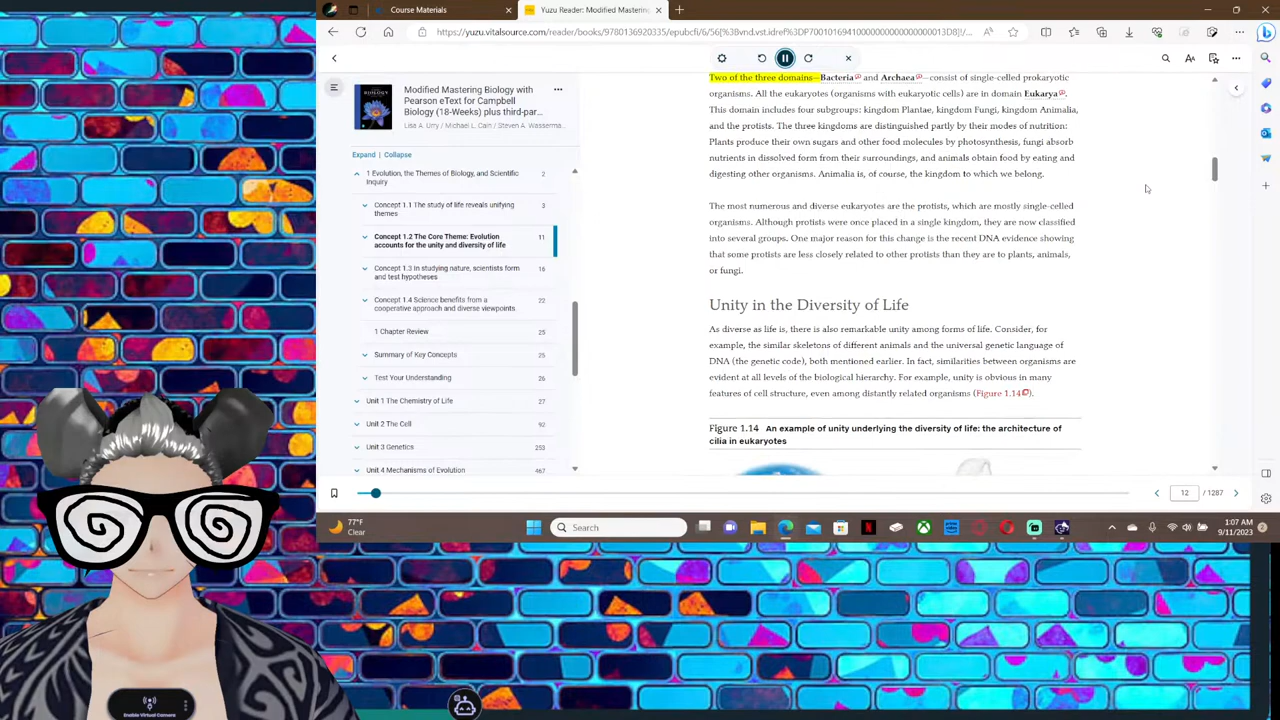 Course Materials
Yuzu Reader: Modified Mastering
https://yuzu.vitalsource.com/reader/books/9780136920335/epubcfi/6/56[%3Bvnd.vst.idref%3DP7001016941000000000000000013D8]!/...
Modified Mastering Biology with
Pearson eText for Campbell
Biology (18-Weeks) plus third-par...
Lisa A. Urry / Michael L. Cain / Steven A. Wasserma...
Expand | Collapse
1 Evolution, the Themes of Biology, and Scientific
Inquiry
2
Concept 1.1 The study of life reveals unifying
themes
3
Concept 1.2 The Core Theme: Evolution
accounts for the unity and diversity of life
11
Concept 1.3 In studying nature, scientists form
and test hypotheses
16
Concept 1.4 Science benefits from a
cooperative approach and diverse viewpoints
22
1 Chapter Review 25
Summary of Key Concepts 25
Test Your Understanding 26
Unit 1 The Chemistry of Life 27
Unit 2 The Cell 92
Unit 3 Genetics 253
Unit 4 Mechanisms of Evolution 467
Two of the three domains—Bacteria and Archaea—consist of single-celled prokaryotic
organisms. All the eukaryotes (organisms with eukaryotic cells) are in domain Eukarya.
This domain includes four subgroups: kingdom Plantae, kingdom Fungi, kingdom Animalia,
and the protists. The three kingdoms are distinguished partly by their modes of nutrition:
Plants produce their own sugars and other food molecules by photosynthesis, fungi absorb
nutrients in dissolved form from their surroundings, and animals obtain food by eating and
digesting other organisms. Animalia is, of course, the kingdom to which we belong.
The most numerous and diverse eukaryotes are the protists, which are mostly single-celled
organisms. Although protists were once placed in a single kingdom, they are now classified
into several groups. One major reason for this change is the recent DNA evidence showing
that some protists are less closely related to other protists than they are to plants, animals,
or fungi.
Unity in the Diversity of Life
As diverse as life is, there is also remarkable unity among forms of life. Consider, for
example, the similar skeletons of different animals and the universal genetic language of
DNA (the genetic code), both mentioned earlier. In fact, similarities between organisms are
evident at all levels of the biological hierarchy. For example, unity is obvious in many
features of cell structure, even among distantly related organisms (Figure 1.14).
Figure 1.14 An example of unity underlying the diversity of life: the architecture of
cilia in eukaryotes
12 / 1287
77°F
Clear
Search
1:07 AM
9/11/2023
Enable Virtual Camera